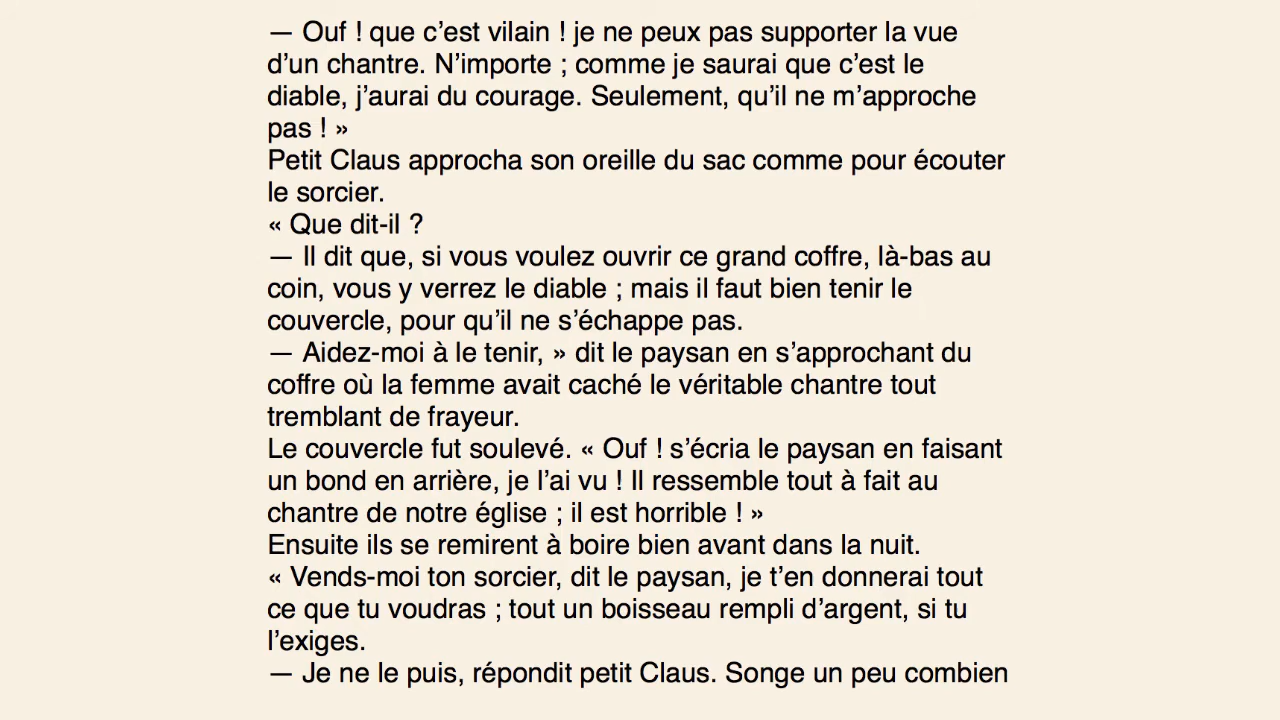 — Ouf ! que c’est vilain ! je ne peux pas supporter la vue
d’un chantre. N’importe ; comme je saurai que c’est le
diable, j’aurai du courage. Seulement, qu’il ne m’approche
pas ! »
Petit Claus approcha son oreille du sac comme pour écouter
le sorcier.
« Que dit-il ?
— Il dit que, si vous voulez ouvrir ce grand coffre, là-bas au
coin, vous y verrez le diable ; mais il faut bien tenir le
couvercle, pour qu’il ne s’échappe pas.
— Aidez-moi à le tenir, » dit le paysan en s’approchant du
coffre où la femme avait caché le véritable chantre tout
tremblant de frayeur.
Le couvercle fut soulevé. « Ouf ! s’écria le paysan en faisant
un bond en arrière, je l’ai vu ! Il ressemble tout à fait au
chantre de notre église ; il est horrible ! »
Ensuite ils se remirent à boire bien avant dans la nuit.
« Vends-moi ton sorcier, dit le paysan, je t’en donnerai tout
ce que tu voudras ; tout un boisseau rempli d’argent, si tu
l’exiges.
— Je ne le puis, répondit petit Claus. Songe un peu combien